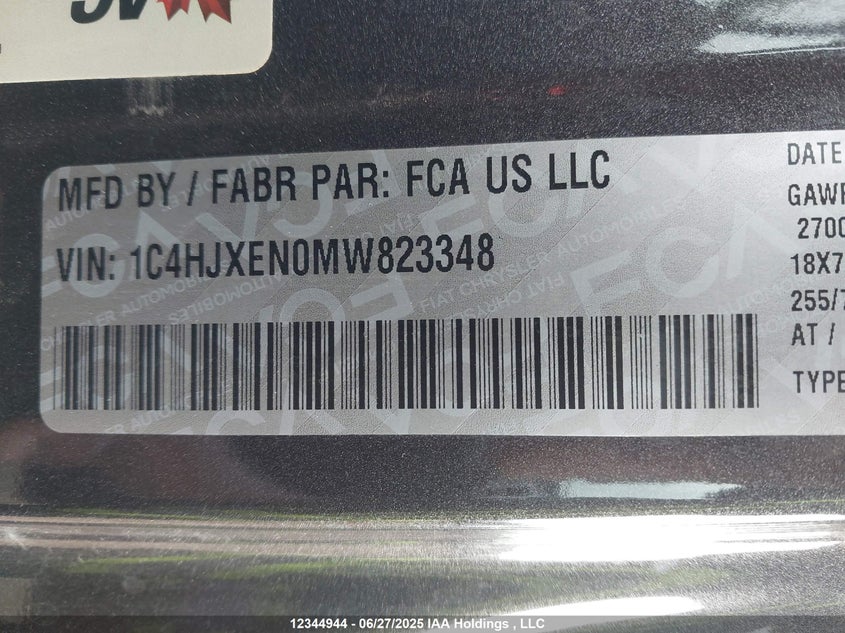 MFD BY / FABR PAR: FCA US LLC
VIN: 1C4HJXEN0MW823348
DATE
GAWR
2700
18X7
255/7
AT /
TYPE
12344944 - 06/27/2025 IAA Holdings , LLC